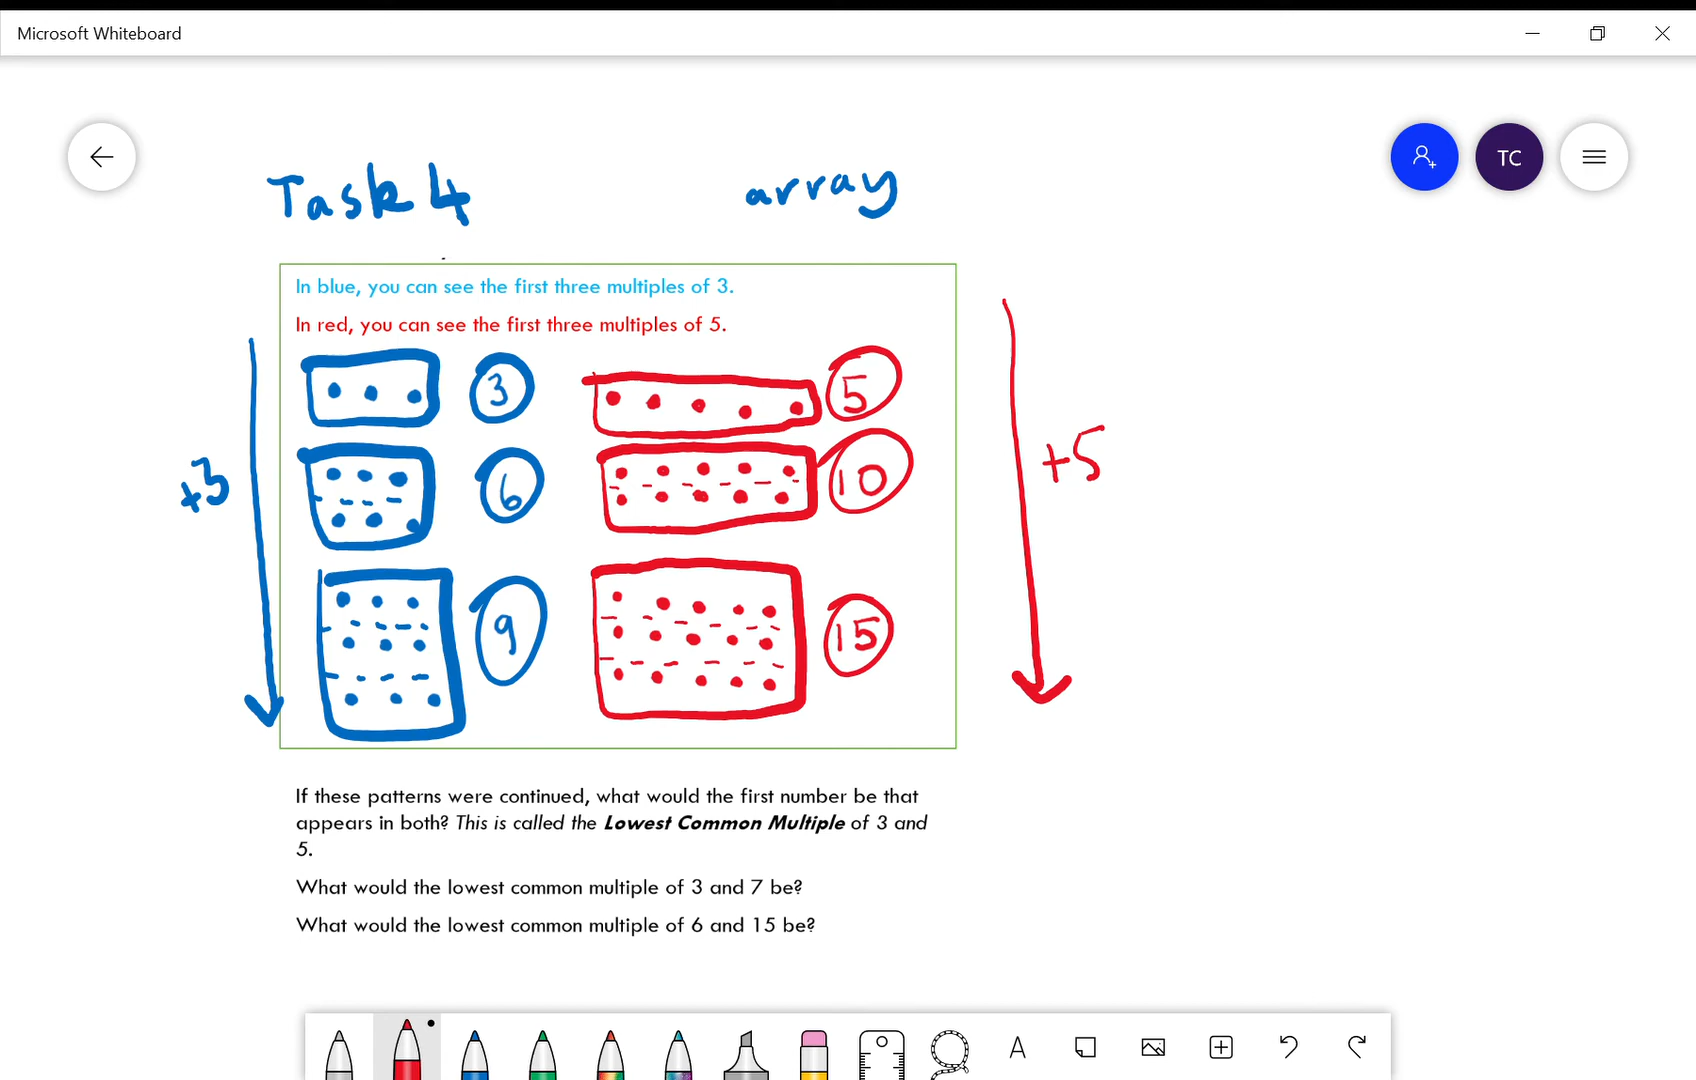 Microsoft Whiteboard
TC
Task 4 array
In blue, you can see the first three multiples of 3.
In red, you can see the first three multiples of 5.
3 5
+3 6 10 +5
9 15
If these patterns were continued, what would the first number be that
appears in both? This is called the Lowest Common Multiple of 3 and
5.
What would the lowest common multiple of 3 and 7 be?
What would the lowest common multiple of 6 and 15 be?
A